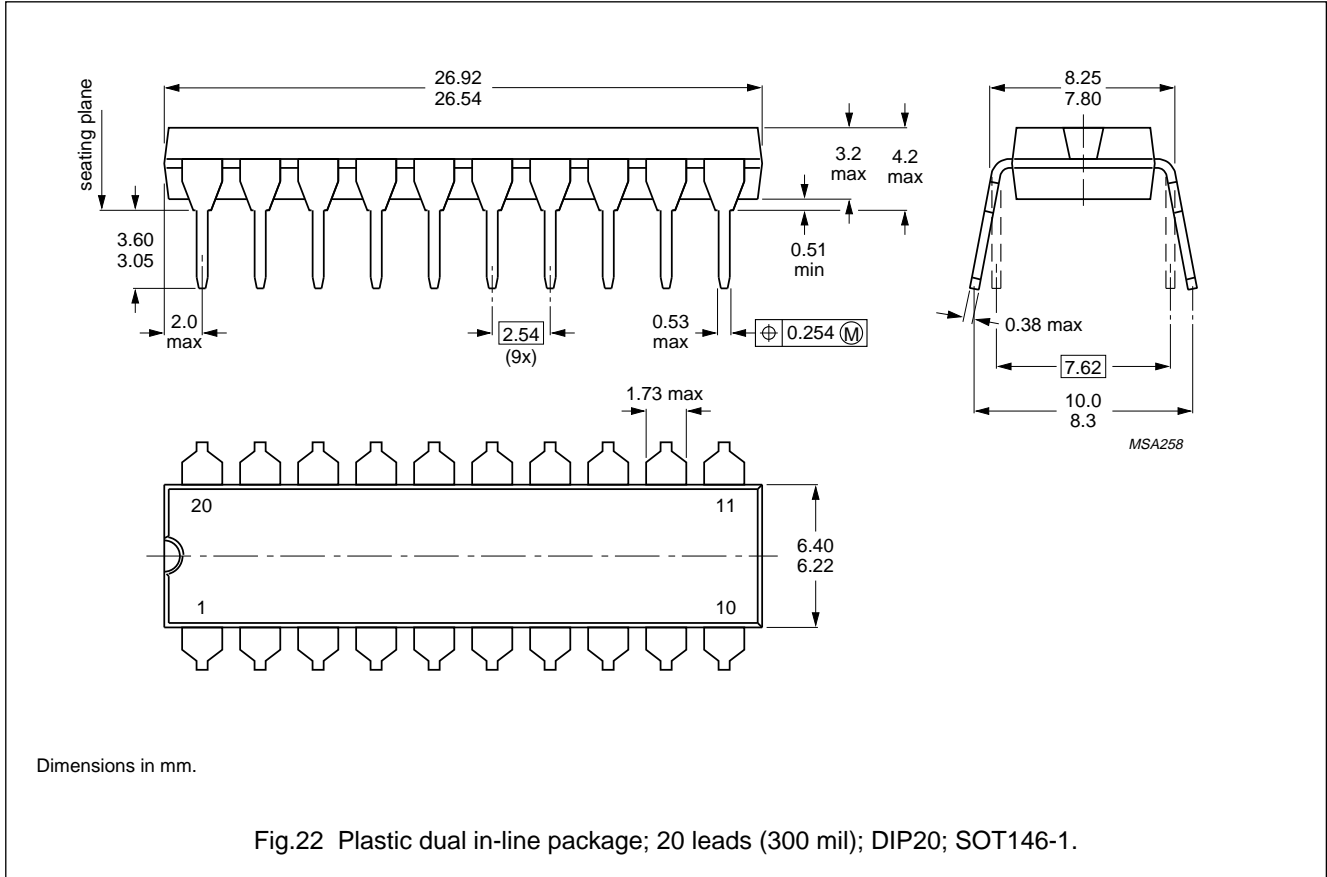 seating plane
26.92
26.54
8.25
7.80
3.2
max
4.2
max
3.60
3.05
0.51
min
2.0
max
2.54
(9x)
0.53
max
⌖ 0.254 Ⓜ
0.38 max
7.62
10.0
8.3
MSA258
1.73 max
20
11
6.40
6.22
1
10
Dimensions in mm.
Fig.22 Plastic dual in-line package; 20 leads (300 mil); DIP20; SOT146-1.